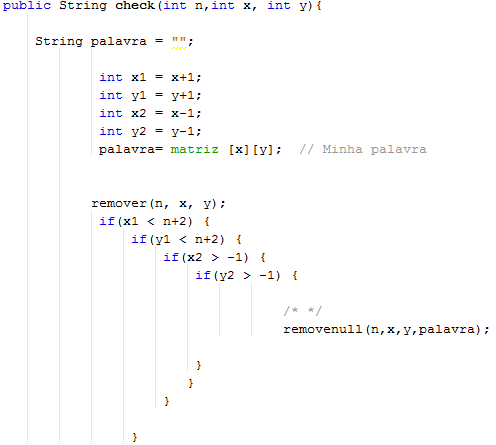 public String check(int n,int x, int y){
String palavra = "";
int x1 = x+1;
int y1 = y+1;
int x2 = x-1;
int y2 = y-1;
palavra= matriz [x][y];  // Minha palavra
remover(n, x, y);
if(x1 < n+2) {
if(y1 < n+2) {
if(x2 > -1) {
if(y2 > -1) {
/* */
removenull(n,x,y,palavra);
}
}
}
}